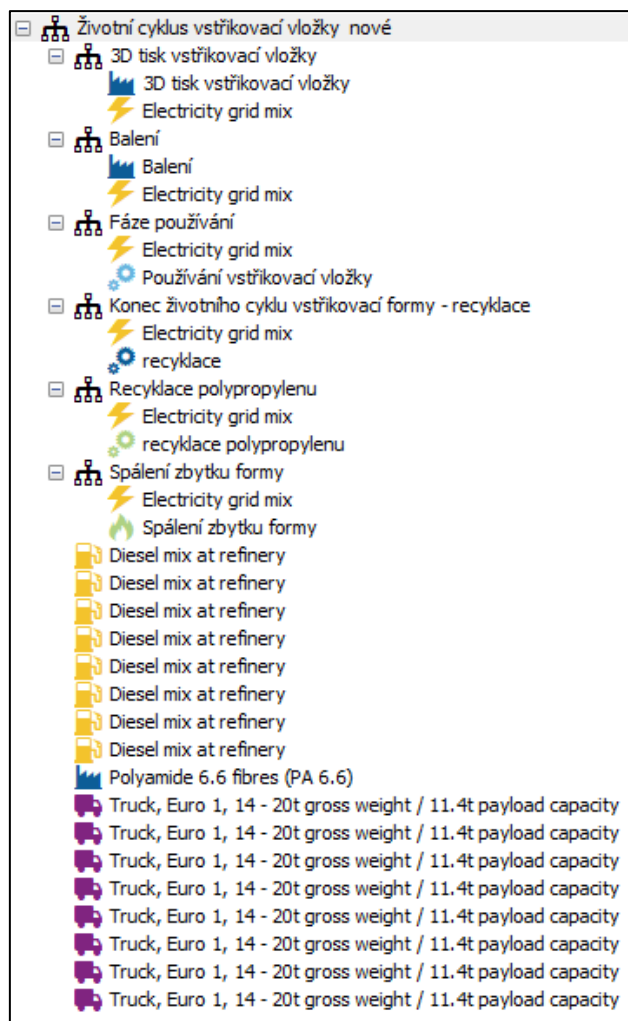 Životní cyklus vstřikovací vložky nové
3D tisk vstřikovací vložky
3D tisk vstřikovací vložky
Electricity grid mix
Balení
Balení
Electricity grid mix
Fáze používání
Electricity grid mix
Používání vstřikovací vložky
Konec životního cyklu vstřikovací formy - recyklace
Electricity grid mix
recyklace
Recyklace polypropylenu
Electricity grid mix
recyklace polypropylenu
Spálení zbytku formy
Electricity grid mix
Spálení zbytku formy
Diesel mix at refinery
Diesel mix at refinery
Diesel mix at refinery
Diesel mix at refinery
Diesel mix at refinery
Diesel mix at refinery
Diesel mix at refinery
Diesel mix at refinery
Polyamide 6.6 fibres (PA 6.6)
Truck, Euro 1, 14 - 20t gross weight / 11.4t payload capacity
Truck, Euro 1, 14 - 20t gross weight / 11.4t payload capacity
Truck, Euro 1, 14 - 20t gross weight / 11.4t payload capacity
Truck, Euro 1, 14 - 20t gross weight / 11.4t payload capacity
Truck, Euro 1, 14 - 20t gross weight / 11.4t payload capacity
Truck, Euro 1, 14 - 20t gross weight / 11.4t payload capacity
Truck, Euro 1, 14 - 20t gross weight / 11.4t payload capacity
Truck, Euro 1, 14 - 20t gross weight / 11.4t payload capacity